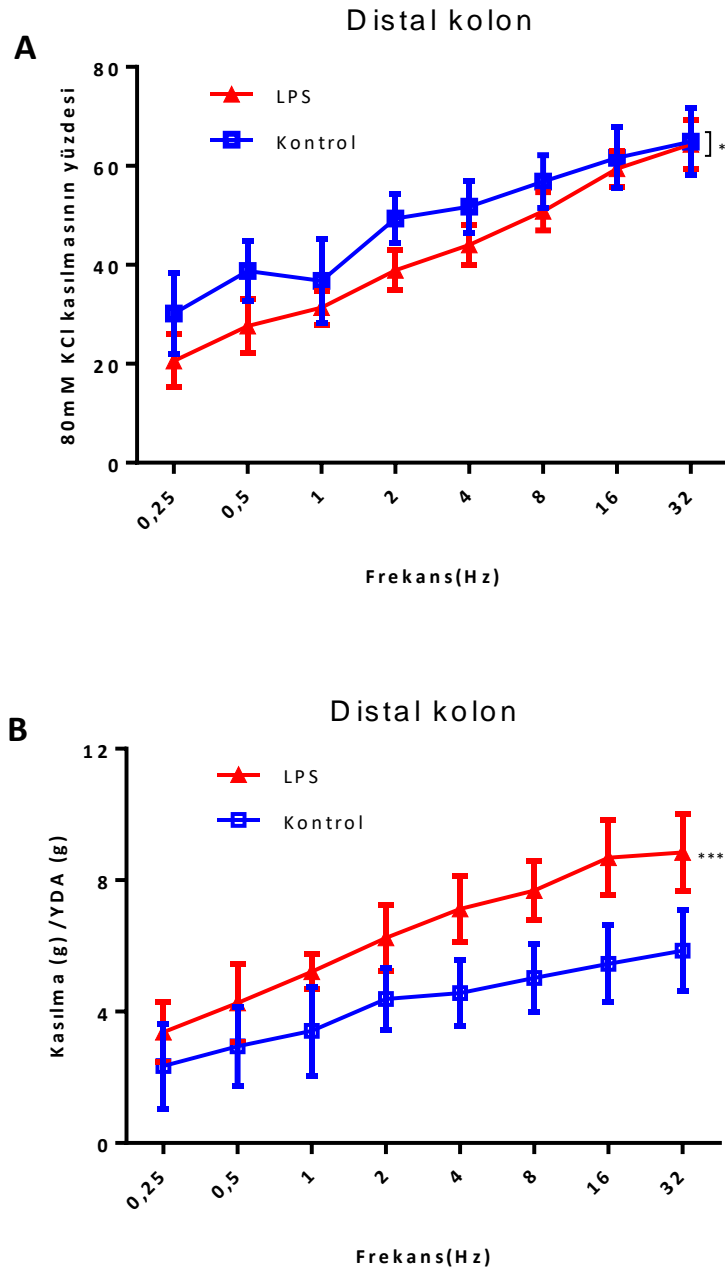 Distal kolon
A
80
60
40
20
0
80mM KCl kasılmasının yüzdesi
LPS
Kontrol
*
0,25
0,5
1
2
4
8
16
32
Frekans(Hz)
Distal kolon
B
12
8
4
0
Kasılma (g) /YDA (g)
LPS
Kontrol
***
0,25
0,5
1
2
4
8
16
32
Frekans(Hz)